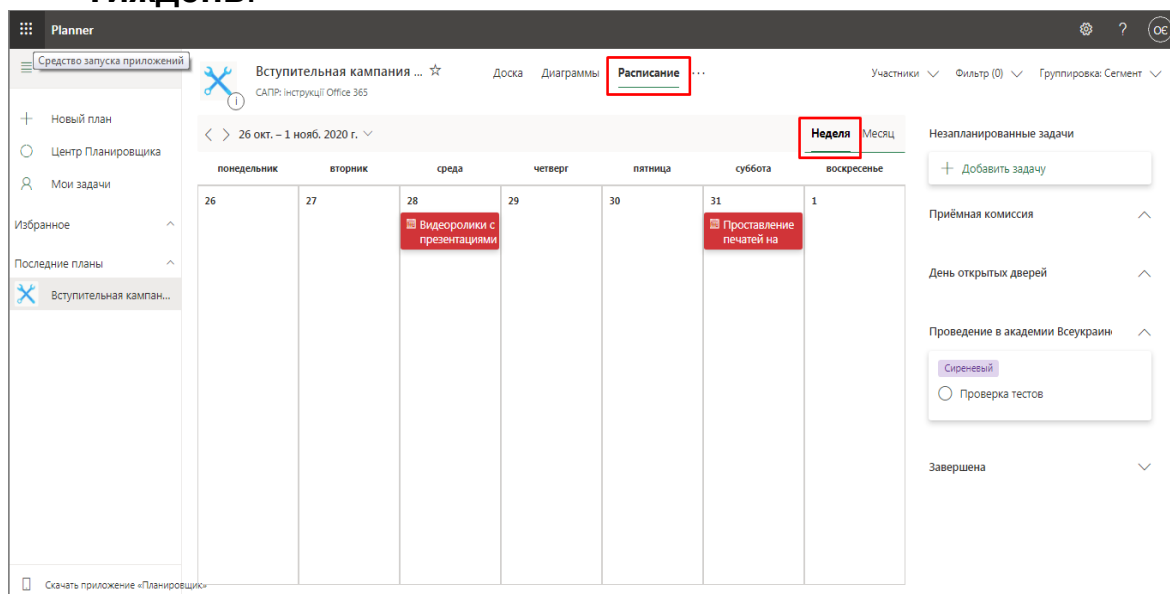 тиждень.
Planner
?
ОЄ
Средство запуска приложений
Вступительная кампания ... ☆
Доска
Диаграммы
Расписание
...
Участники
Фильтр (0)
Группировка: Сегмент
САПР: інструкції Office 365
Новый план
Центр Планировщика
Мои задачи
Избранное
Последние планы
Вступительная кампан...
26 окт. – 1 нояб. 2020 г.
Неделя
Месяц
понедельник
вторник
среда
четверг
пятница
суббота
воскресенье
26
27
28
29
30
31
1
Видеоролики с
презентациями
Проставление
печатей на
Незапланированные задачи
+ Добавить задачу
Приёмная комиссия
День открытых дверей
Проведение в академии Всеукраин
Сиреневый
Проверка тестов
Завершена
Скачать приложение «Планировщик»